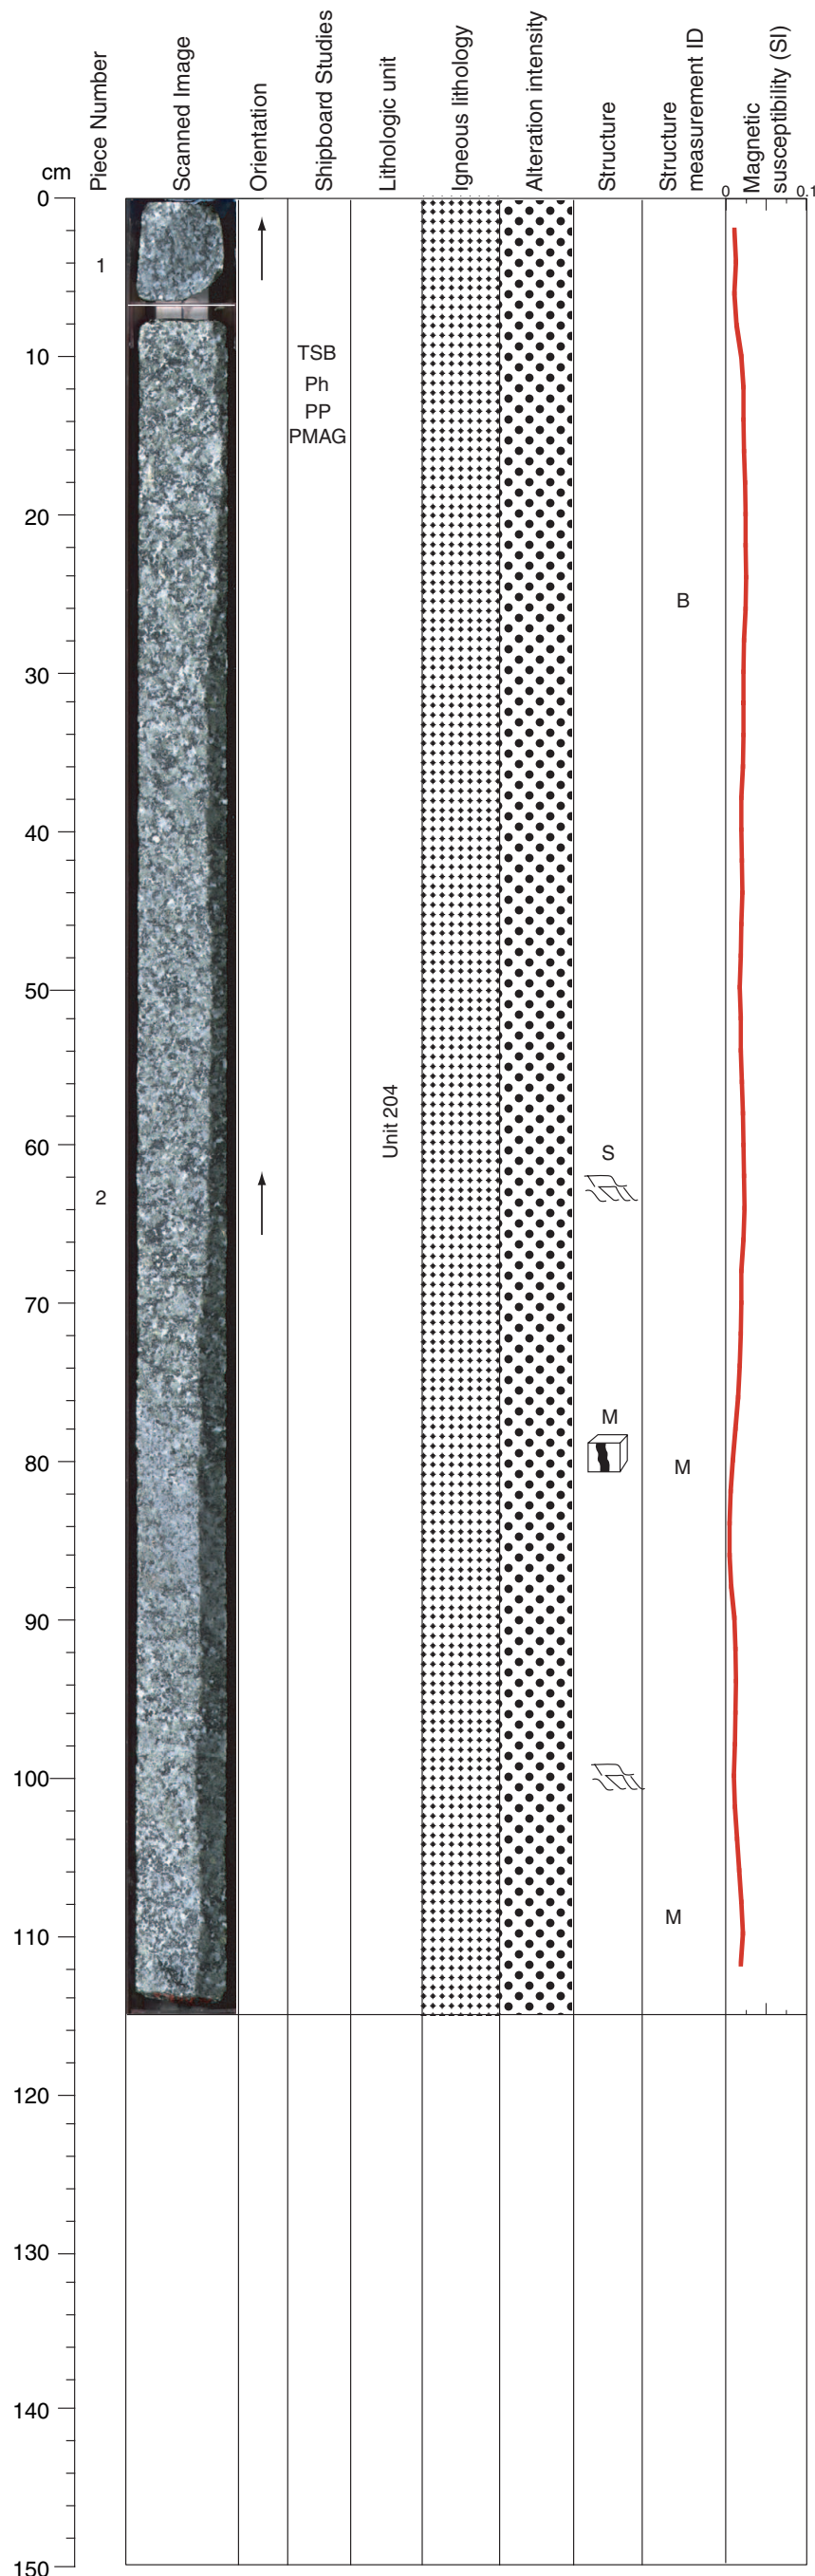 cm
Piece Number
Scanned Image
Orientation
Shipboard Studies
Lithologic unit
Igneous lithology
Alteration intensity
Structure
Structure
measurement ID
Magnetic
susceptibility (SI)
0 0.1
0
1
10
TSB
Ph
PP
PMAG
20
B
30
40
50
Unit 204
60
S
2
70
M
80
M
90
100
M
110
120
130
140
150